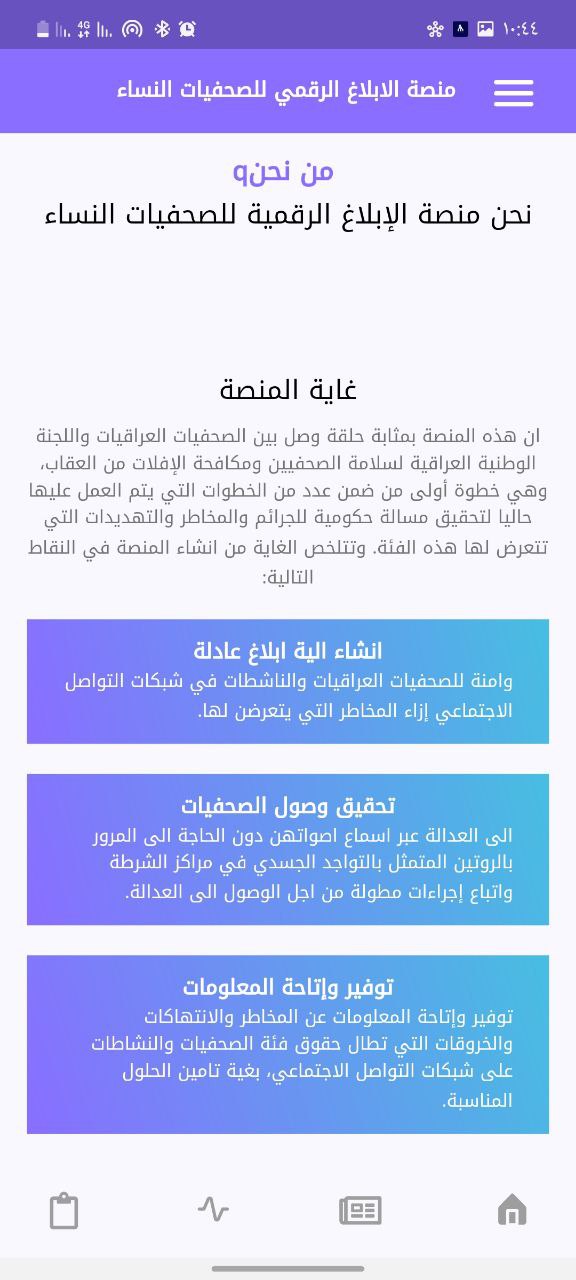 ١٠:٤٤
4G
منصة الابلاغ الرقمي للصحفيات النساء
من نحنq
نحن منصة الإبلاغ الرقمية للصحفيات النساء
غاية المنصة
ان هذه المنصة بمثابة حلقة وصل بين الصحفيات العراقيات واللجنة
الوطنية العراقية لسلامة الصحفيين ومكافحة الإفلات من العقاب،
وهي خطوة أولى من ضمن عدد من الخطوات التي يتم العمل عليها
حاليا لتحقيق مسالة حكومية للجرائم والمخاطر والتهديدات التي
تتعرض لها هذه الفئة. وتتلخص الغاية من انشاء المنصة في النقاط
التالية:
انشاء الية ابلاغ عادلة
وامنة للصحفيات العراقيات والناشطات في شبكات التواصل
الاجتماعي إزاء المخاطر التي يتعرضن لها.
تحقيق وصول الصحفيات
الى العدالة عبر اسماع اصواتهن دون الحاجة الى المرور
بالروتين المتمثل بالتواجد الجسدي في مراكز الشرطة
واتباع إجراءات مطولة من اجل الوصول الى العدالة.
توفير وإتاحة المعلومات
توفير وإتاحة المعلومات عن المخاطر والانتهاكات
والخروقات التي تطال حقوق فئة الصحفيات والنشاطات
على شبكات التواصل الاجتماعي، بغية تامين الحلول
المناسبة.